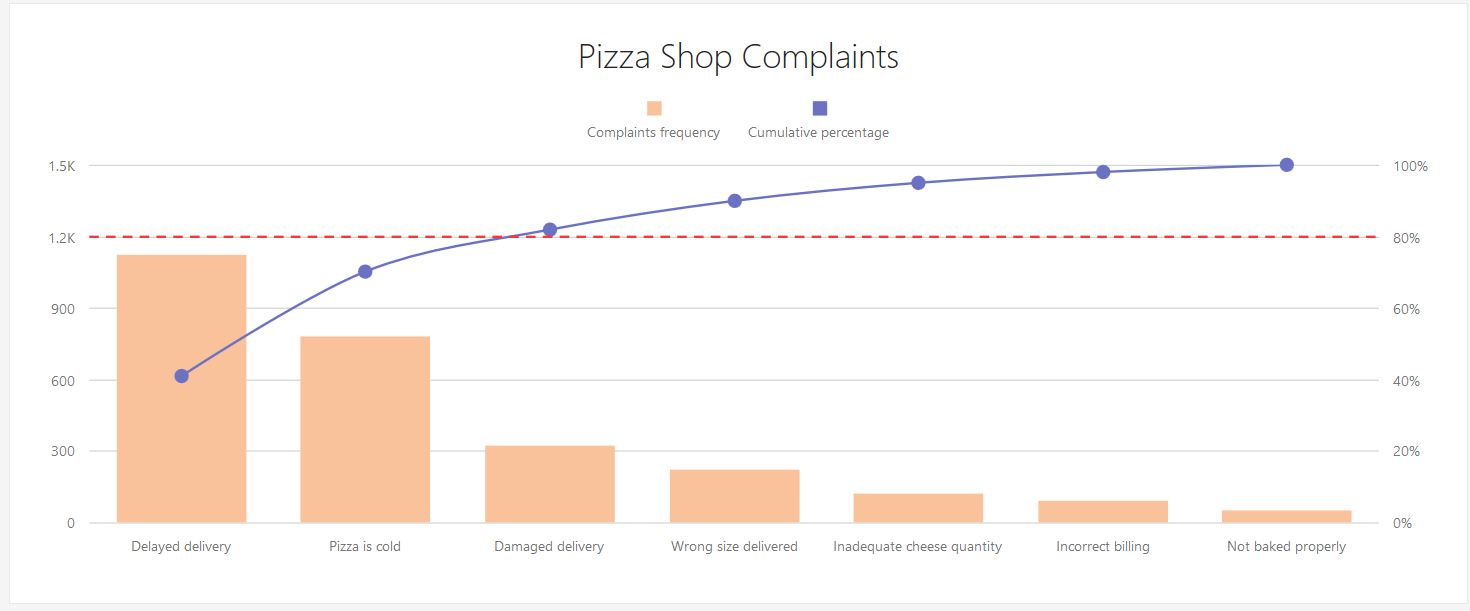 Pizza Shop Complaints
Complaints frequency
Cumulative percentage
1.5K
100%
1.2K
80%
900
60%
600
40%
300
20%
0
0%
Delayed delivery
Pizza is cold
Damaged delivery
Wrong size delivered
Inadequate cheese quantity
Incorrect billing
Not baked properly